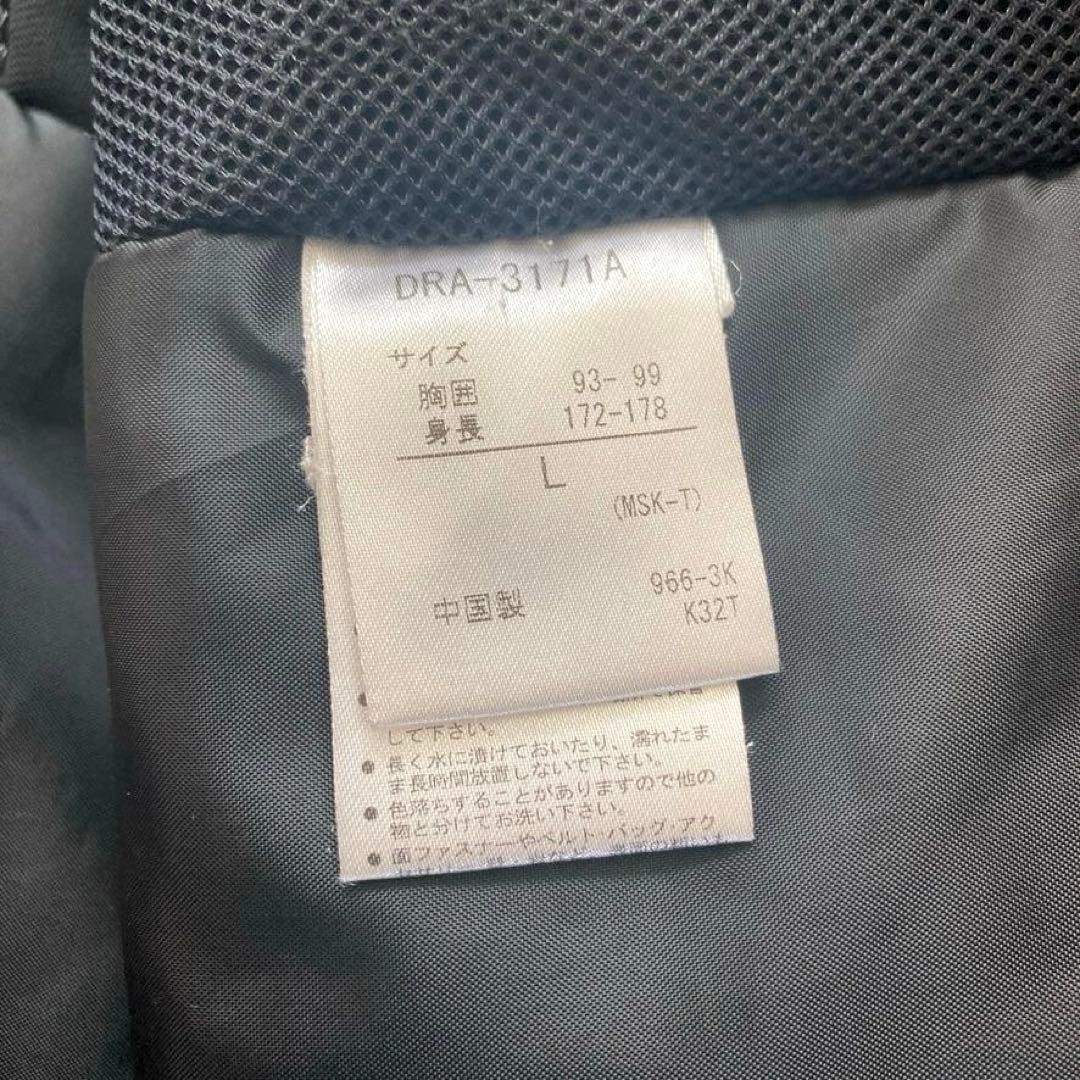 DRA-3171A
サイズ
胸囲 93- 99
身長 172-178
L
(MSK-T)
966-3K
中国製 K32T
して下さい。
● 長く水に漬けておいたり、濡れたま
ま長時間放置しないで下さい。
● 色落ちすることがありますので他の
物と分けてお洗い下さい。
● 面ファスナーやベルト・バッグ・アク